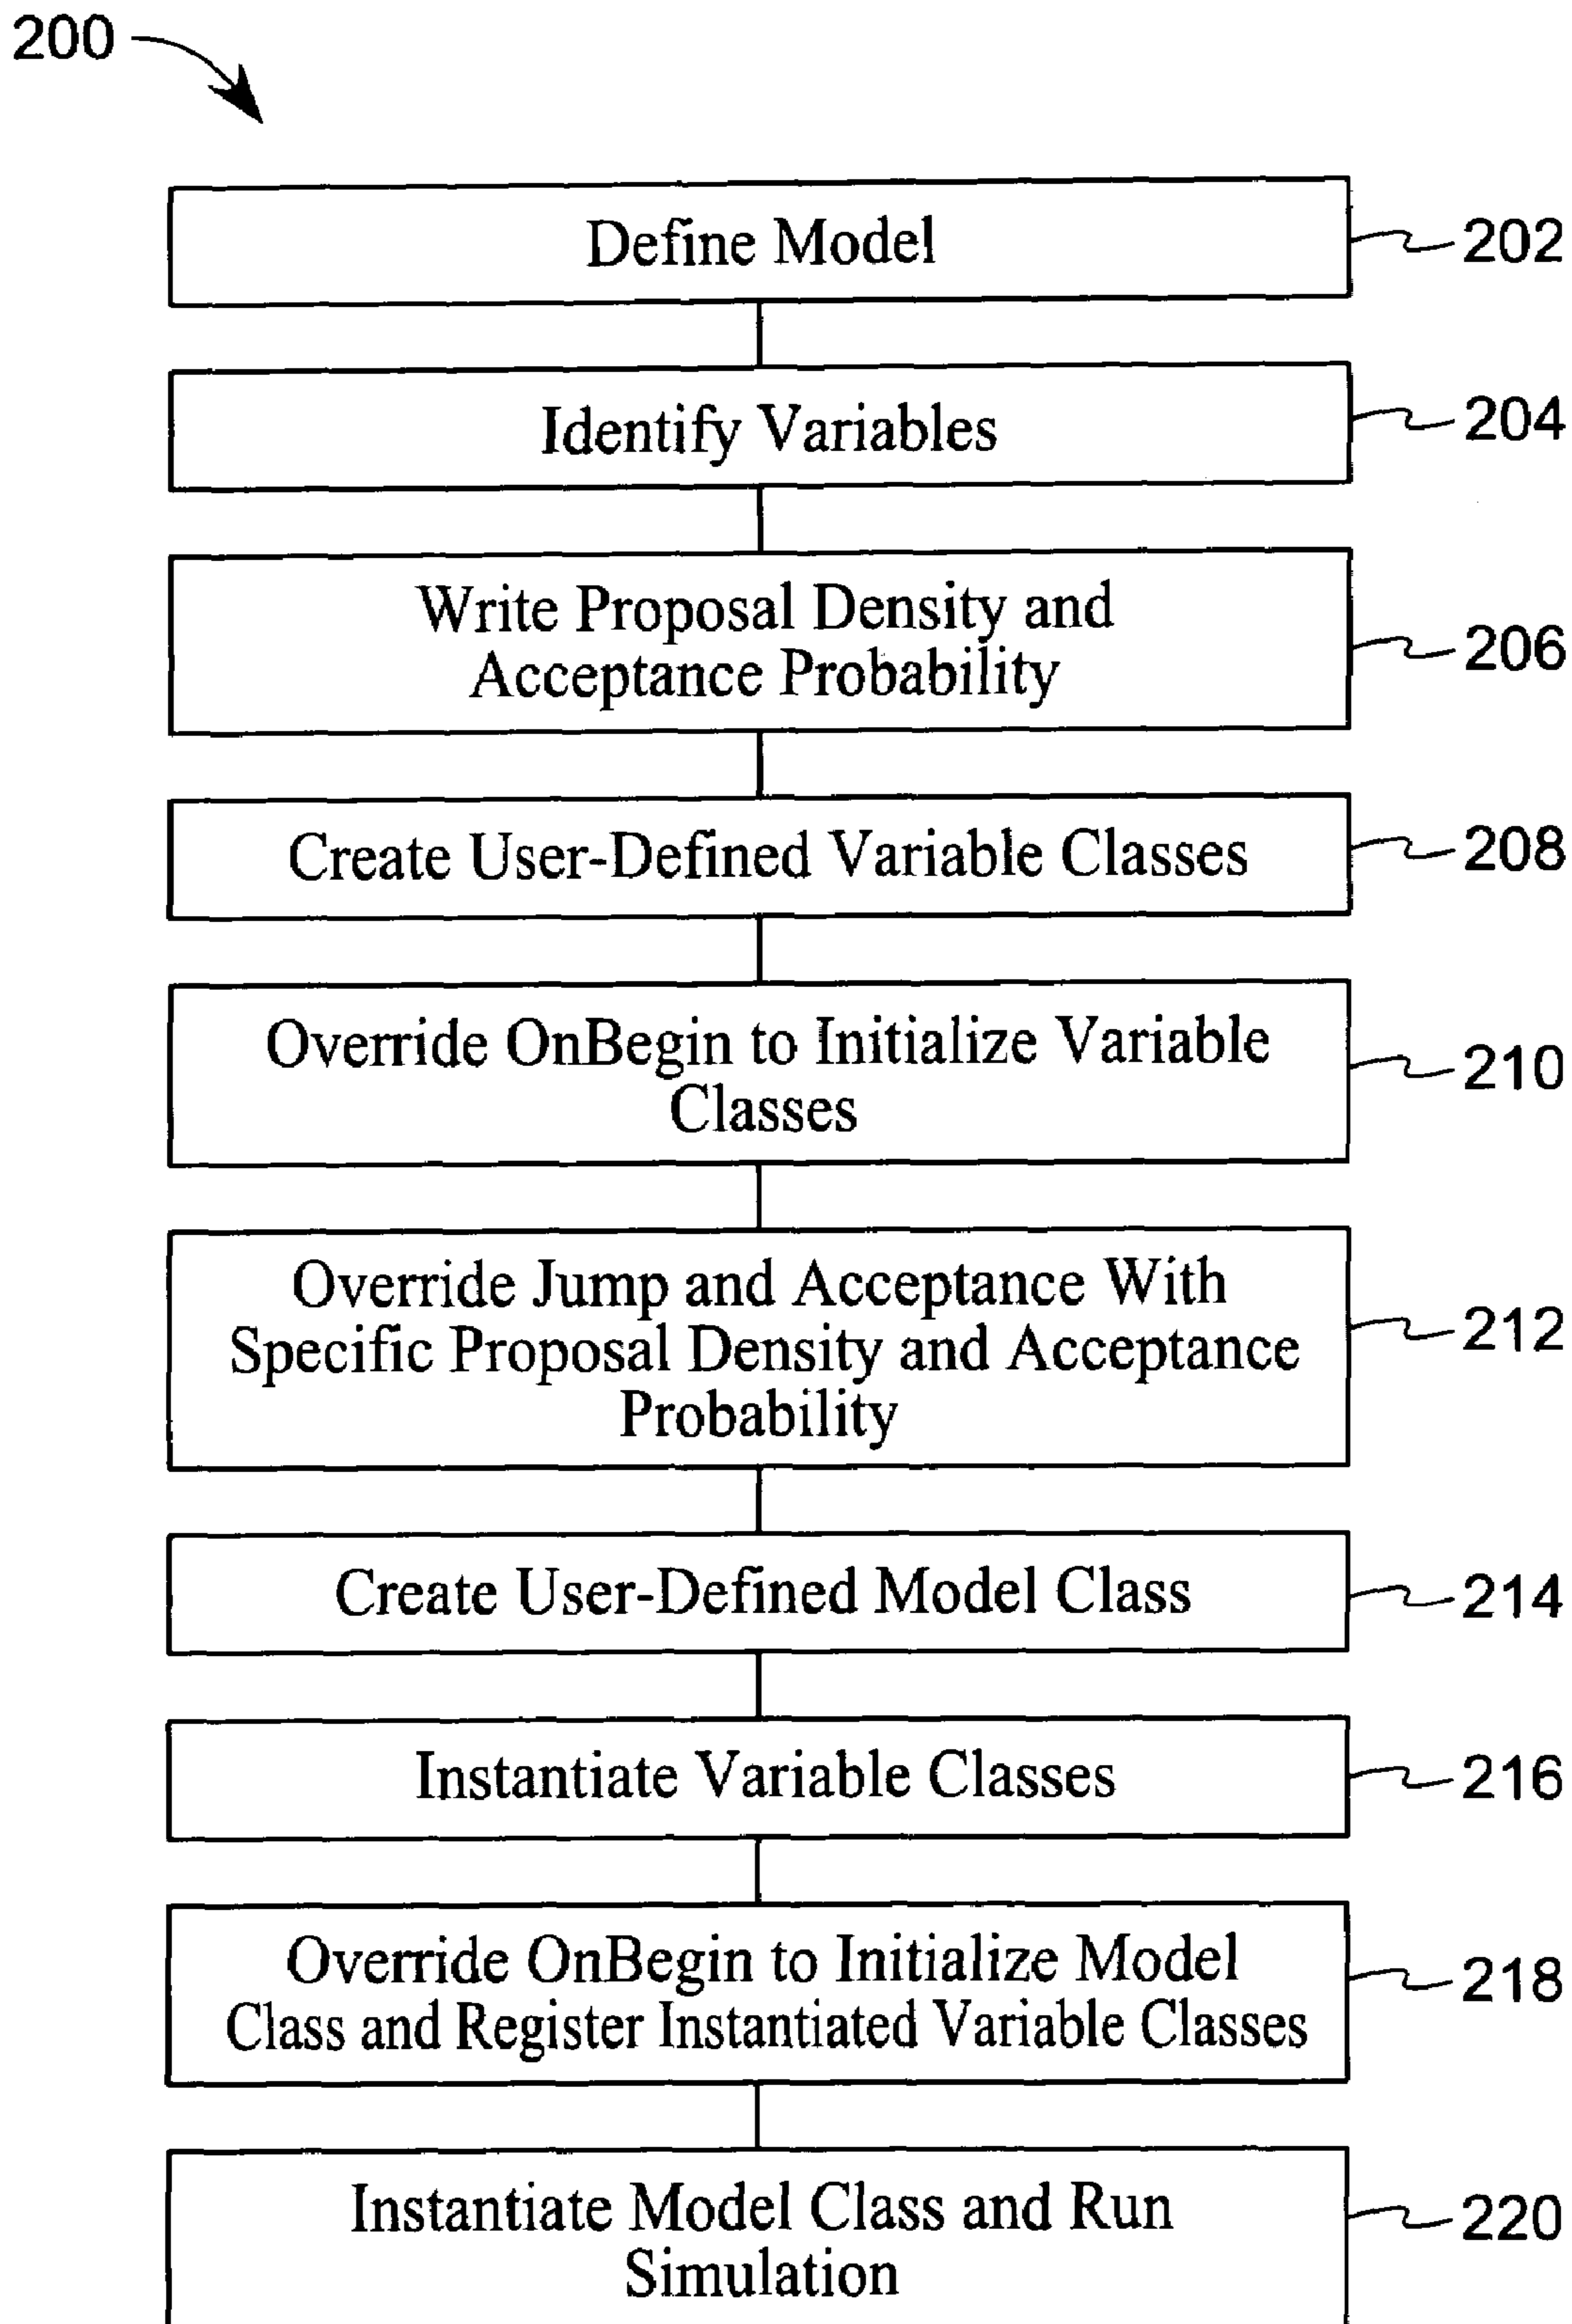 200
Define Model
202
Identify Variables
204
Write Proposal Density and
Acceptance Probability
206
Create User-Defined Variable Classes
208
Override OnBegin to Initialize Variable
Classes
210
Override Jump and Acceptance With
Specific Proposal Density and Acceptance
Probability
212
Create User-Defined Model Class
214
Instantiate Variable Classes
216
Override OnBegin to Initialize Model
Class and Register Instantiated Variable Classes
218
Instantiate Model Class and Run
Simulation
220